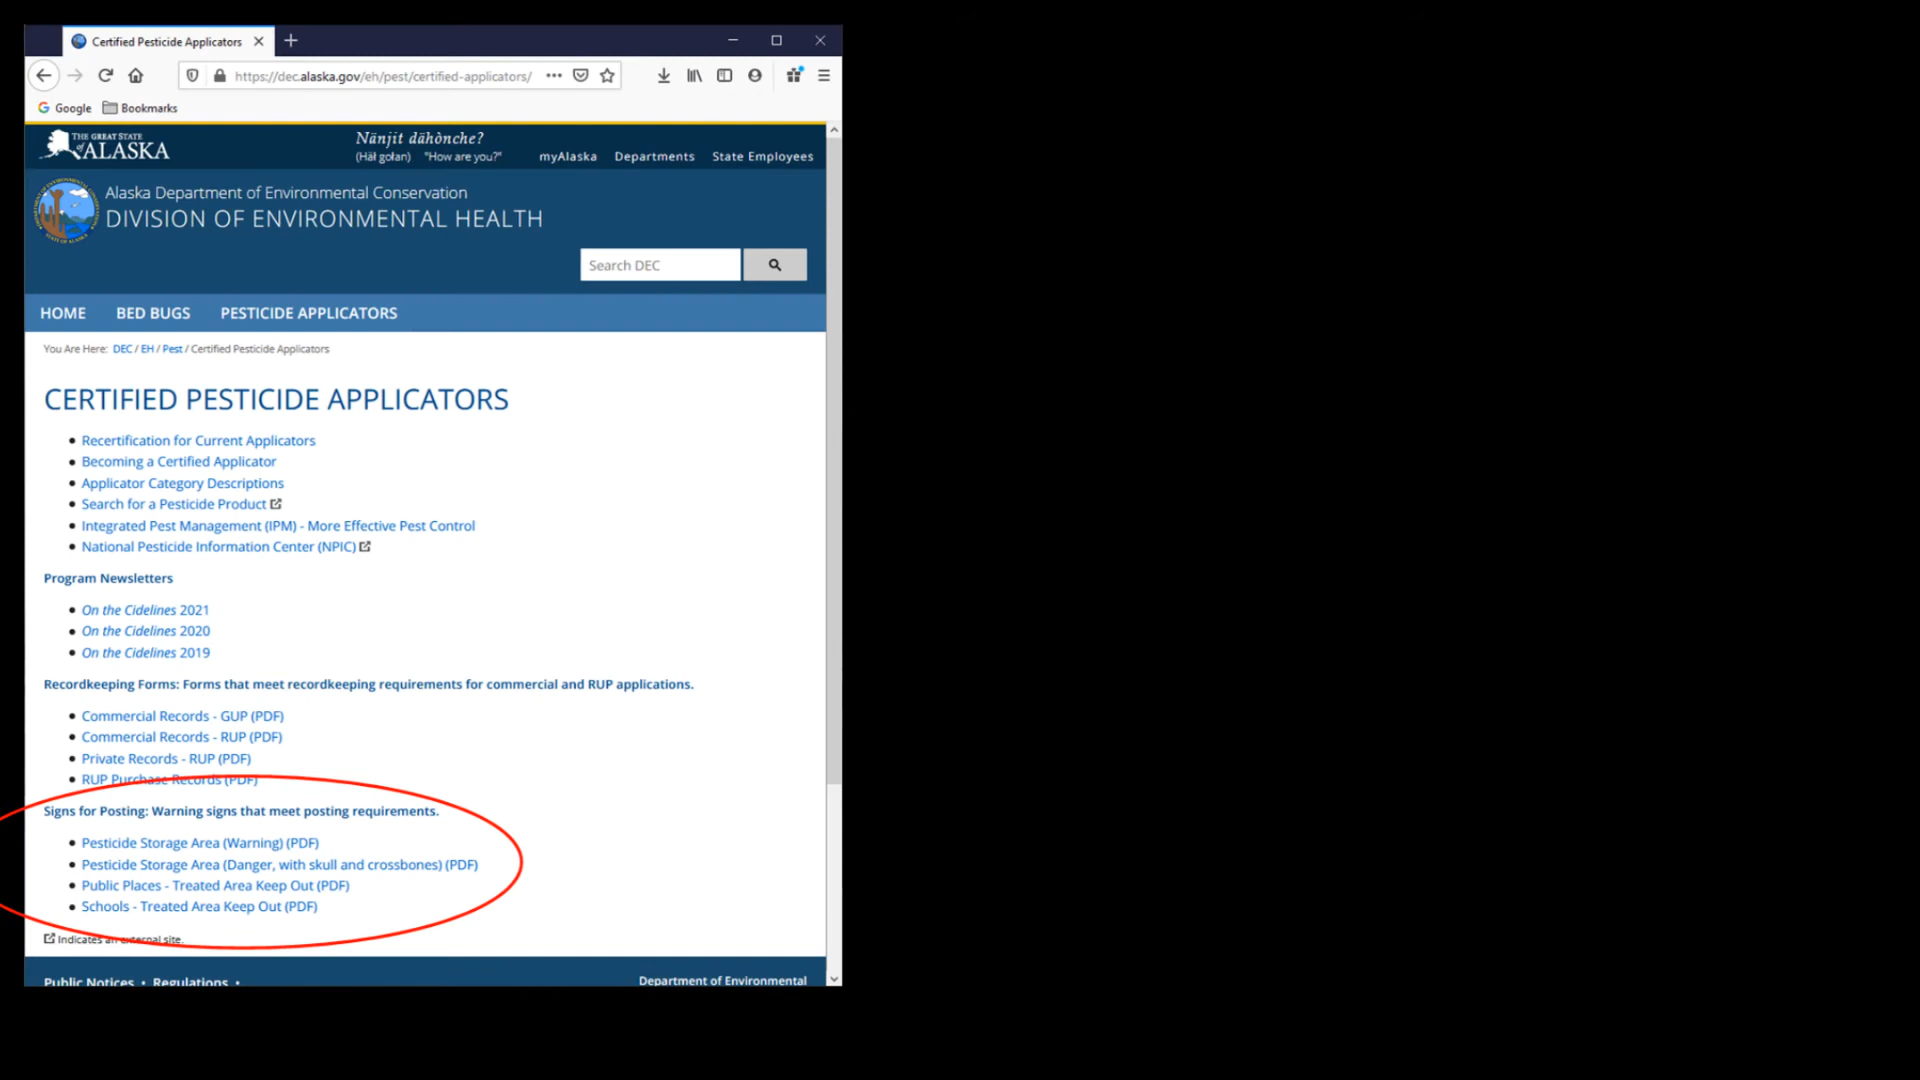 Certified Pesticide Applicators
https://dec.alaska.gov/eh/pest/certified-applicators/
Google Bookmarks
THE GREAT STATE
of ALASKA
Nänjit dähònche?
(Häł gołan) "How are you?"
myAlaska Departments State Employees
Alaska Department of Environmental Conservation
DIVISION OF ENVIRONMENTAL HEALTH
Search DEC
HOME BED BUGS PESTICIDE APPLICATORS
You Are Here: DEC / EH / Pest / Certified Pesticide Applicators
CERTIFIED PESTICIDE APPLICATORS
• Recertification for Current Applicators
• Becoming a Certified Applicator
• Applicator Category Descriptions
• Search for a Pesticide Product
• Integrated Pest Management (IPM) - More Effective Pest Control
• National Pesticide Information Center (NPIC)
Program Newsletters
• On the Cidelines 2021
• On the Cidelines 2020
• On the Cidelines 2019
Recordkeeping Forms: Forms that meet recordkeeping requirements for commercial and RUP applications.
• Commercial Records - GUP (PDF)
• Commercial Records - RUP (PDF)
• Private Records - RUP (PDF)
• RUP Purchase Records (PDF)
Signs for Posting: Warning signs that meet posting requirements.
• Pesticide Storage Area (Warning) (PDF)
• Pesticide Storage Area (Danger, with skull and crossbones) (PDF)
• Public Places - Treated Area Keep Out (PDF)
• Schools - Treated Area Keep Out (PDF)
Indicates an external site.
Public Notices • Regulations •
Department of Environmental